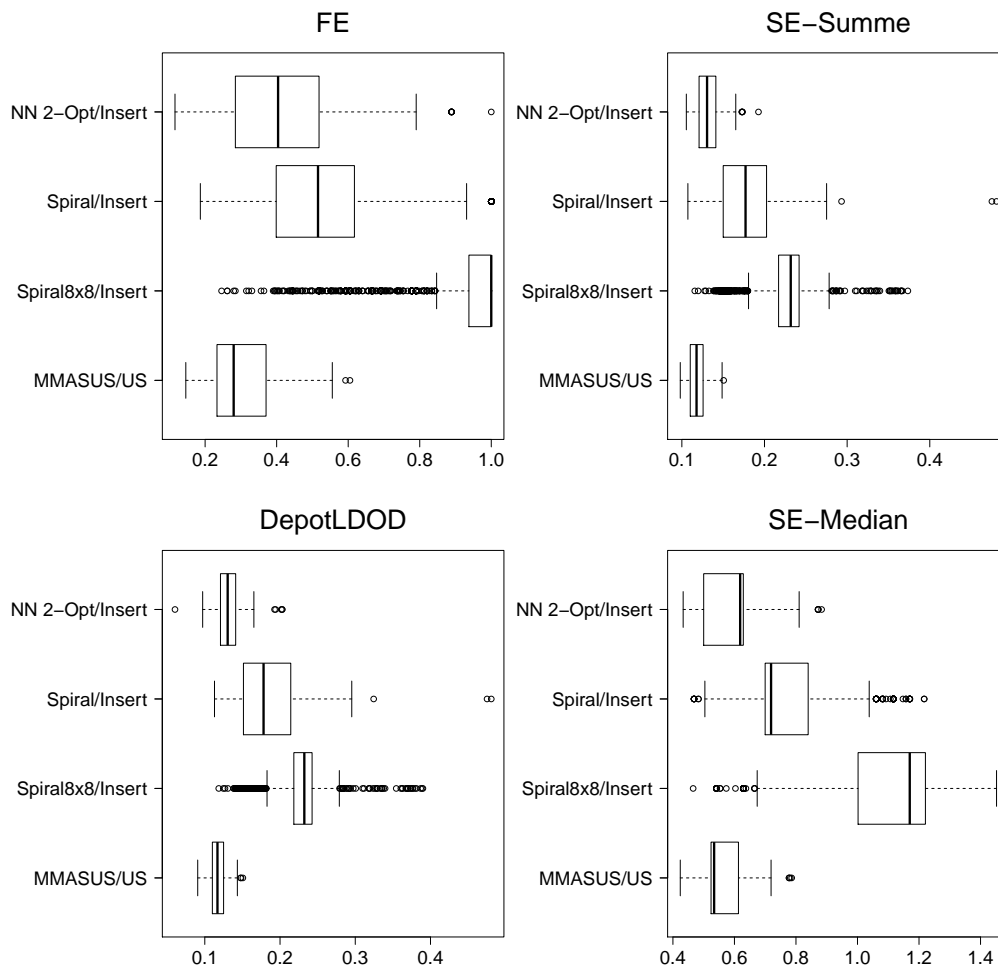 FE
NN 2−Opt/Insert
Spiral/Insert
Spiral8x8/Insert
MMASUS/US
0.2 0.4 0.6 0.8 1.0
SE−Summe
NN 2−Opt/Insert
Spiral/Insert
Spiral8x8/Insert
MMASUS/US
0.1 0.2 0.3 0.4
DepotLDOD
NN 2−Opt/Insert
Spiral/Insert
Spiral8x8/Insert
MMASUS/US
0.1 0.2 0.3 0.4
SE−Median
NN 2−Opt/Insert
Spiral/Insert
Spiral8x8/Insert
MMASUS/US
0.4 0.6 0.8 1.0 1.2 1.4